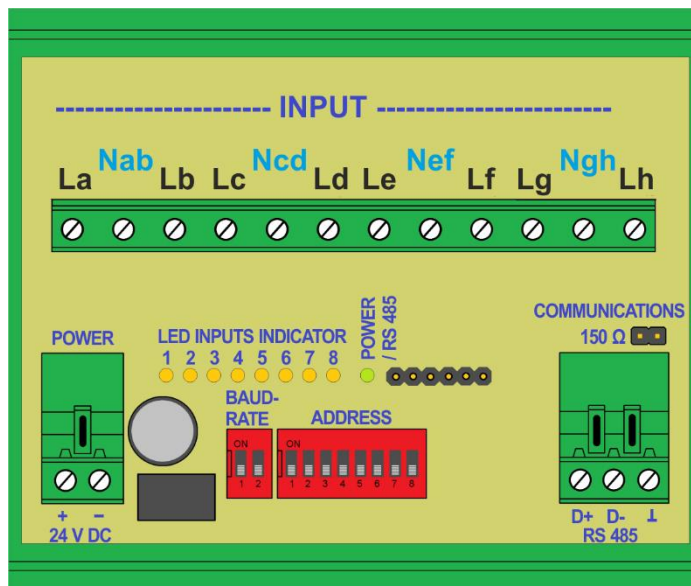 INPUT
Nab Ncd Nef Ngh
La Lb Lc Ld Le Lf Lg Lh
POWER
LED INPUTS INDICATOR
1 2 3 4 5 6 7 8
POWER
/ RS 485
COMMUNICATIONS
150 Ω
BAUD-
RATE
ADDRESS
ON
1 2
ON
1 2 3 4 5 6 7 8
+ −
24 V DC
D+ D- ⊥
RS 485